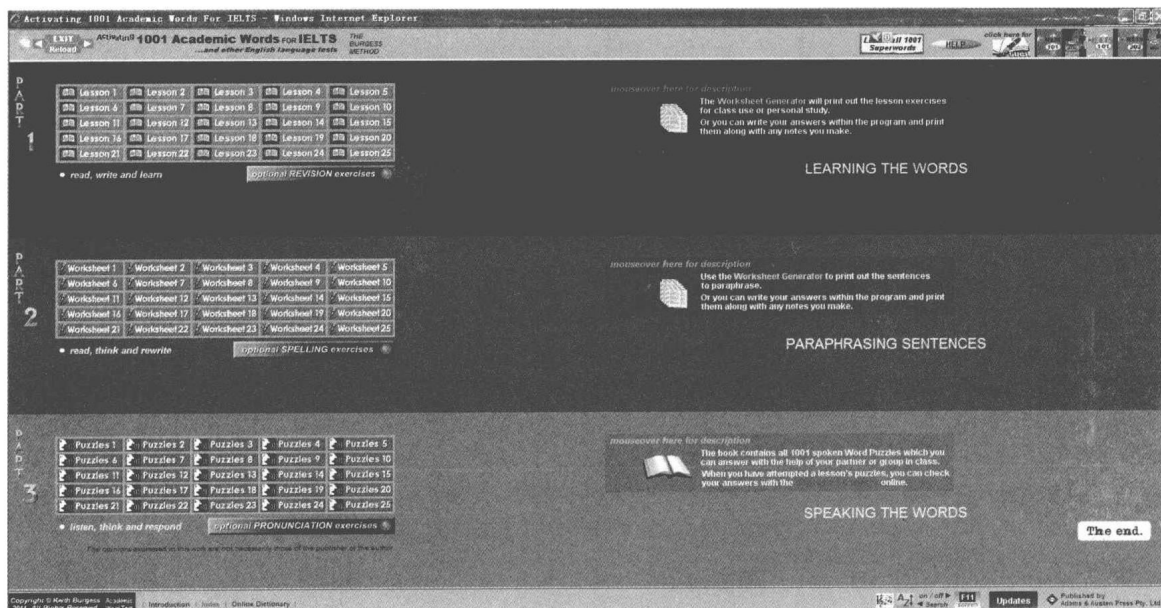 Activating 1001 Academic Words For IELTS - Windows Internet Explorer
EXIT
Reload
Activating 1001 Academic Words FOR IELTS
...and other English language tests
THE
BURGESS
METHOD
all 1001
Superwords
HELP
click here for
PART 1
Lesson 1 Lesson 2 Lesson 3 Lesson 4 Lesson 5
Lesson 6 Lesson 7 Lesson 8 Lesson 9 Lesson 10
Lesson 11 Lesson 12 Lesson 13 Lesson 14 Lesson 15
Lesson 16 Lesson 17 Lesson 18 Lesson 19 Lesson 20
Lesson 21 Lesson 22 Lesson 23 Lesson 24 Lesson 25
• read, write and learn
optional REVISION exercises
mouseover here for description
The Worksheet Generator will print out the lesson exercises
for class use or personal study.
Or you can write your answers within the program and print
them along with any notes you make.
LEARNING THE WORDS
PART 2
Worksheet 1 Worksheet 2 Worksheet 3 Worksheet 4 Worksheet 5
Worksheet 6 Worksheet 7 Worksheet 8 Worksheet 9 Worksheet 10
Worksheet 11 Worksheet 12 Worksheet 13 Worksheet 14 Worksheet 15
Worksheet 16 Worksheet 17 Worksheet 18 Worksheet 19 Worksheet 20
Worksheet 21 Worksheet 22 Worksheet 23 Worksheet 24 Worksheet 25
• read, think and rewrite
optional SPELLING exercises
mouseover here for description
Use the Worksheet Generator to print out the sentences
to paraphrase.
Or you can write your answers within the program and print
them along with any notes you make.
PARAPHRASING SENTENCES
PART 3
Puzzles 1 Puzzles 2 Puzzles 3 Puzzles 4 Puzzles 5
Puzzles 6 Puzzles 7 Puzzles 8 Puzzles 9 Puzzles 10
Puzzles 11 Puzzles 12 Puzzles 13 Puzzles 14 Puzzles 15
Puzzles 16 Puzzles 17 Puzzles 18 Puzzles 19 Puzzles 20
Puzzles 21 Puzzles 22 Puzzles 23 Puzzles 24 Puzzles 25
• listen, think and respond
optional PRONUNCIATION exercises
The opinions expressed in this work are not necessarily those of the publisher or the author
mouseover here for description
The book contains all 1001 spoken Word Puzzles which you
can answer with the help of your partner or group in class.
When you have attempted a lesson's puzzles, you can check
your answers with the online.
SPEAKING THE WORDS
The end.
Copyright © Keith Burgess
Introduction Index Online Dictionary
on / off
Search
F11
Updates
Published by
Adams & Austen Press Pty. Ltd